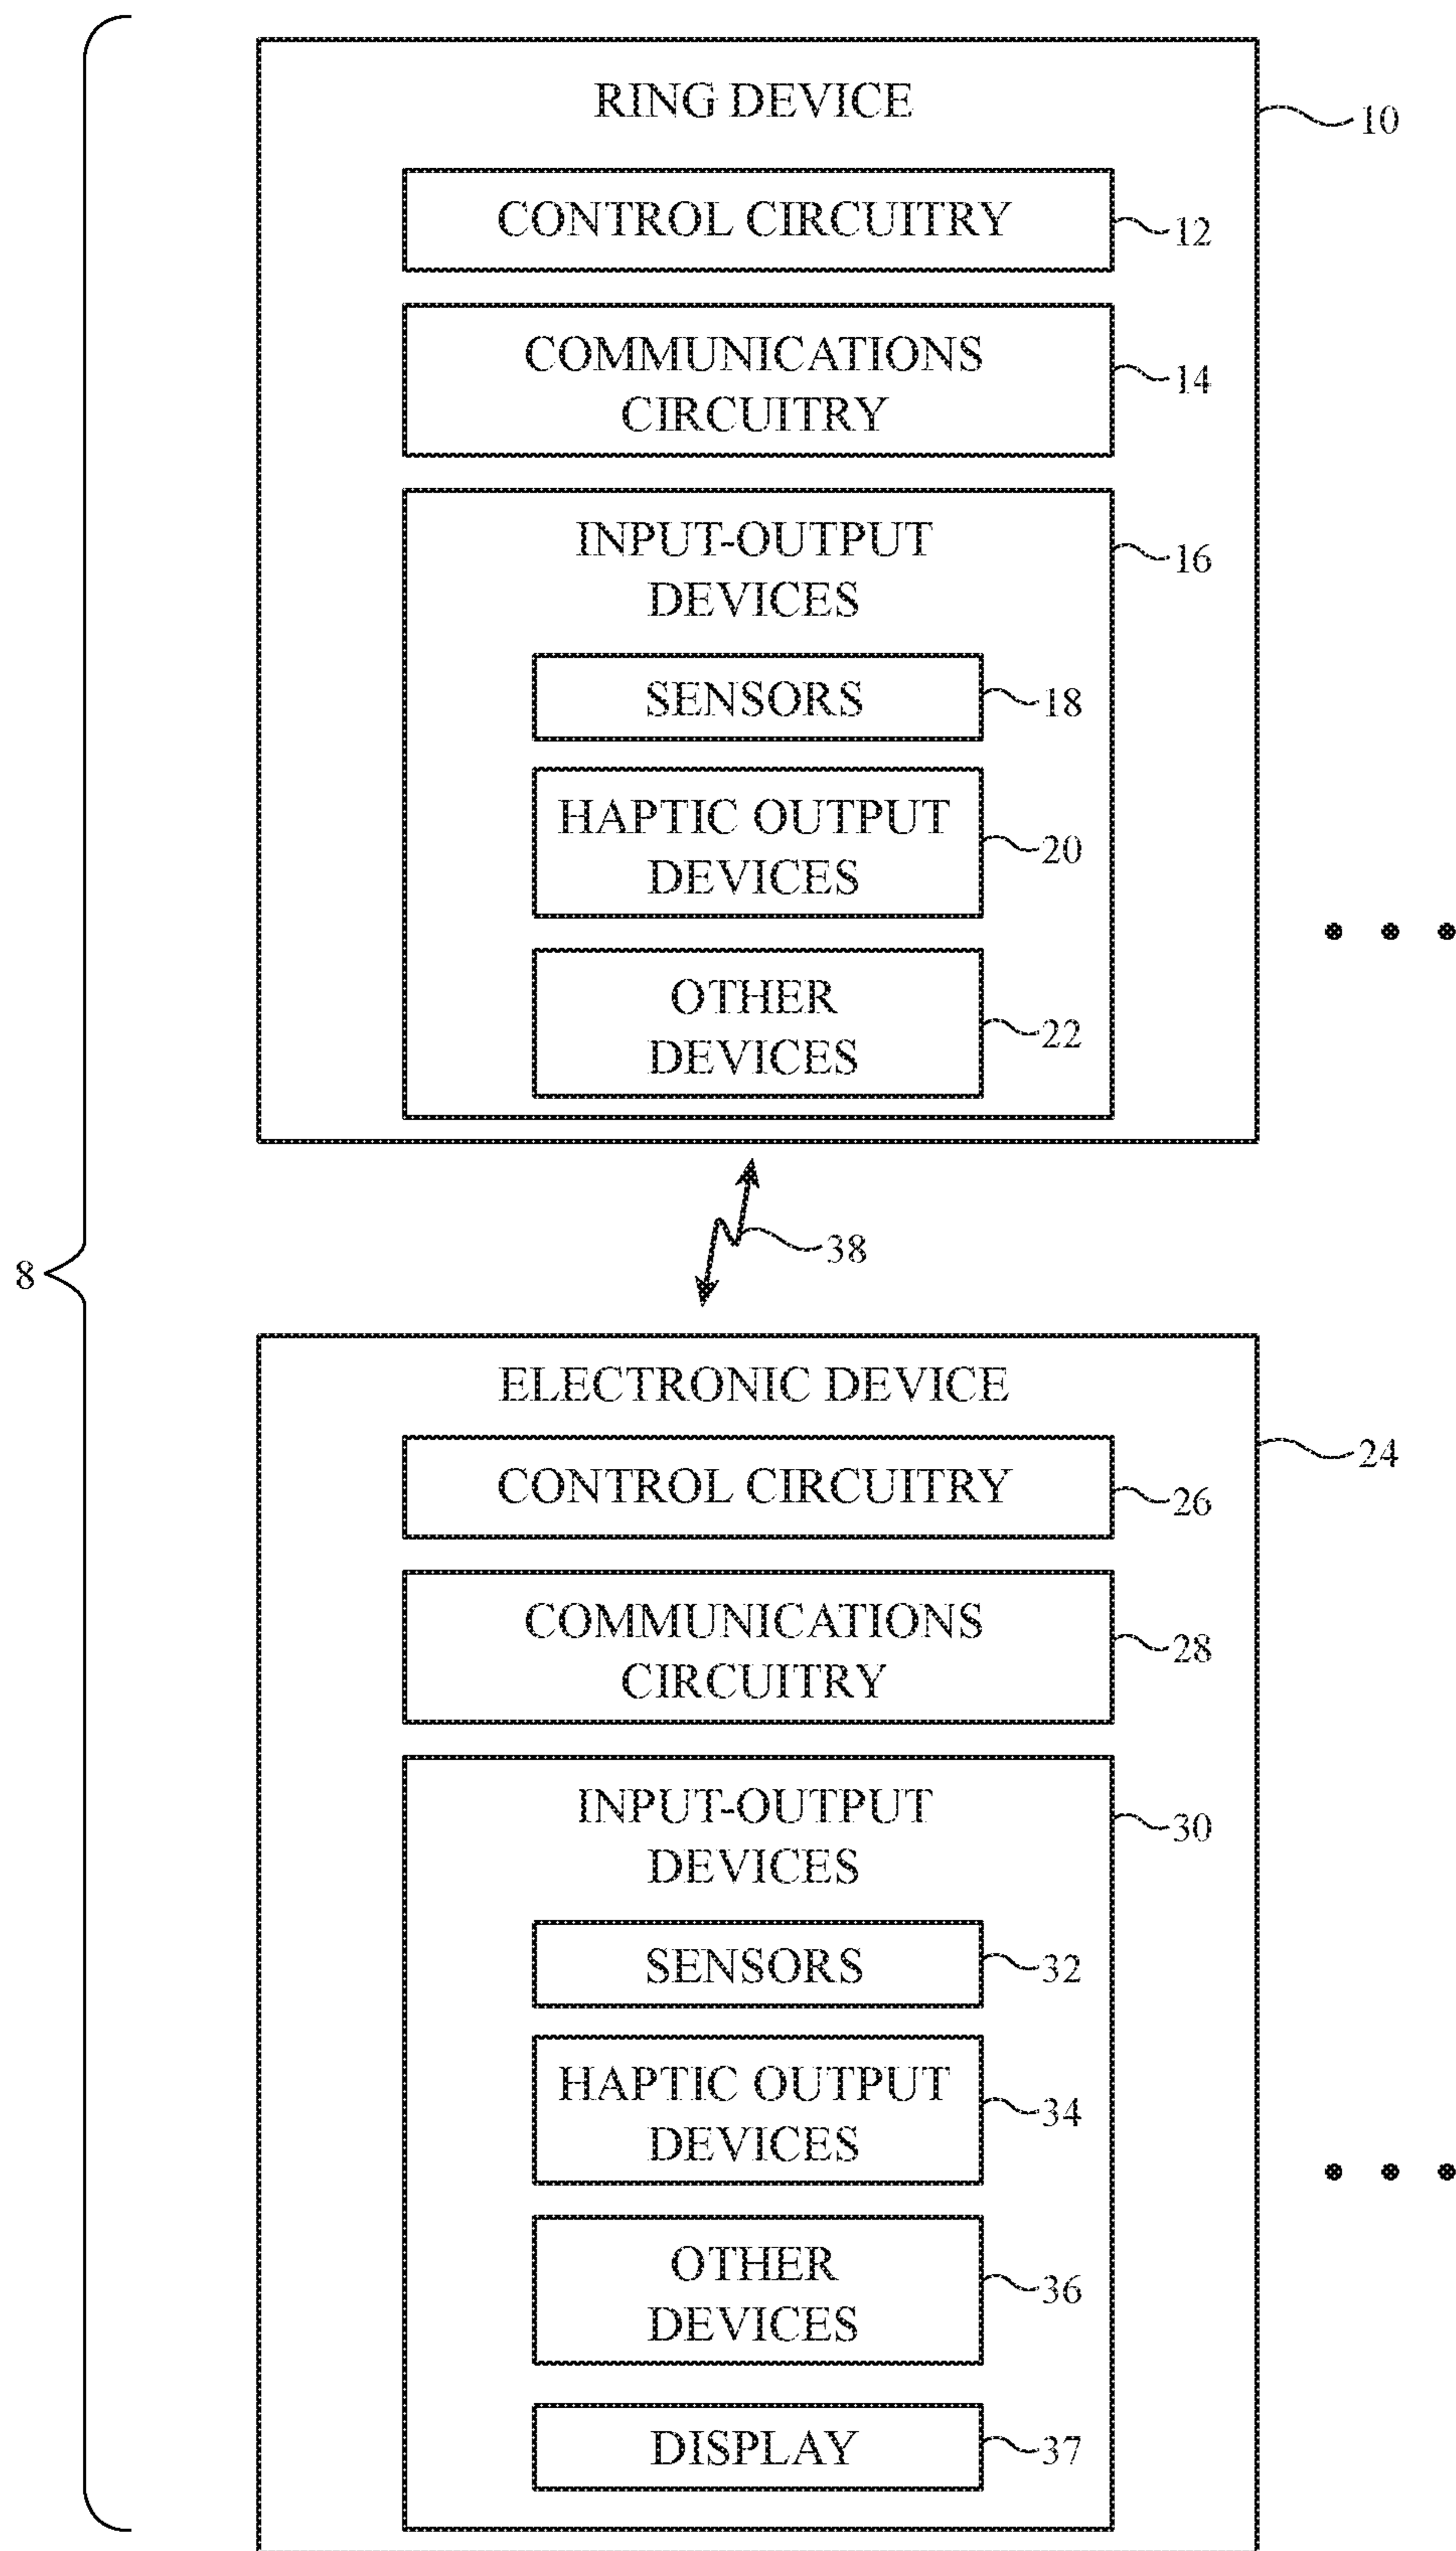 RING DEVICE
10
CONTROL CIRCUITRY
12
COMMUNICATIONS
CIRCUITRY
14
INPUT-OUTPUT
DEVICES
16
SENSORS
18
HAPTIC OUTPUT
DEVICES
20
OTHER
DEVICES
22
38
8
ELECTRONIC DEVICE
24
CONTROL CIRCUITRY
26
COMMUNICATIONS
CIRCUITRY
28
INPUT-OUTPUT
DEVICES
30
SENSORS
32
HAPTIC OUTPUT
DEVICES
34
OTHER
DEVICES
36
DISPLAY
37